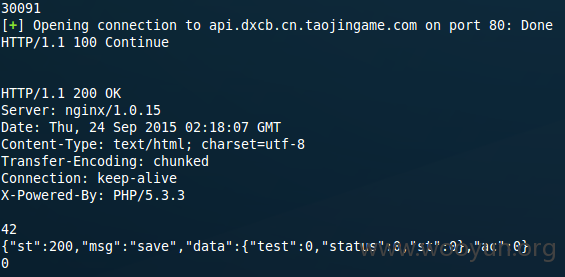 30091
[+] Opening connection to api.dxcb.cn.taojingame.com on port 80: Done
HTTP/1.1 100 Continue
HTTP/1.1 200 OK
Server: nginx/1.0.15
Date: Thu, 24 Sep 2015 02:18:07 GMT
Content-Type: text/html; charset=utf-8
Transfer-Encoding: chunked
Connection: keep-alive
X-Powered-By: PHP/5.3.3
42
{"st":200,"msg":"save","data":{"test":0,"status":0,"st":0},"ac":0}
0
www.wooyun.org